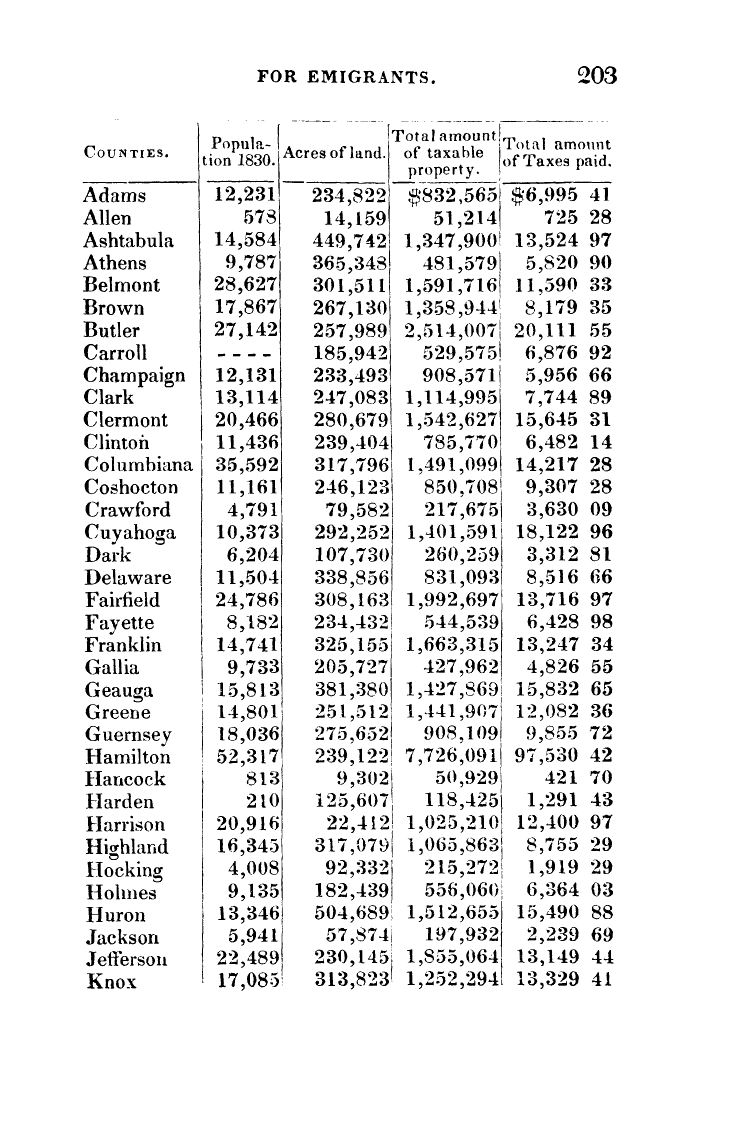 FOR EMIGRANTS. 203
COUNTIES. Popula- tion 1830. Acres of land. Total amount of taxable property. Total amount of Taxes paid.
Adams 12,231 234,822 $832,565 $6,995 41
Allen 578 14,159 51,214 725 28
Ashtabula 14,584 449,742 1,347,900 13,524 97
Athens 9,787 365,348 481,579 5,820 90
Belmont 28,627 301,511 1,591,716 11,590 33
Brown 17,867 267,130 1,358,944 8,179 35
Butler 27,142 257,989 2,514,007 20,111 55
Carroll - - - - 185,942 529,575 6,876 92
Champaign 12,131 233,493 908,571 5,956 66
Clark 13,114 247,083 1,114,995 7,744 89
Clermont 20,466 280,679 1,542,627 15,645 31
Clinton 11,436 239,404 785,770 6,482 14
Columbiana 35,592 317,796 1,491,099 14,217 28
Coshocton 11,161 246,123 850,708 9,307 28
Crawford 4,791 79,582 217,675 3,630 09
Cuyahoga 10,373 292,252 1,401,591 18,122 96
Dark 6,204 107,730 260,259 3,312 81
Delaware 11,504 338,856 831,093 8,516 66
Fairfield 24,786 308,163 1,992,697 13,716 97
Fayette 8,182 234,432 544,539 6,428 98
Franklin 14,741 325,155 1,663,315 13,247 34
Gallia 9,733 205,727 427,962 4,826 55
Geauga 15,813 381,380 1,427,869 15,832 65
Greene 14,801 251,512 1,441,907 12,082 36
Guernsey 18,036 275,652 908,109 9,855 72
Hamilton 52,317 239,122 7,726,091 97,530 42
Hancock 813 9,302 50,929 421 70
Harden 210 125,607 118,425 1,291 43
Harrison 20,916 22,412 1,025,210 12,400 97
Highland 16,345 317,079 1,065,863 8,755 29
Hocking 4,008 92,332 215,272 1,919 29
Holmes 9,135 182,439 556,060 6,364 03
Huron 13,346 504,689 1,512,655 15,490 88
Jackson 5,941 57,874 197,932 2,239 69
Jefferson 22,489 230,145 1,855,064 13,149 44
Knox 17,085 313,823 1,252,294 13,329 41